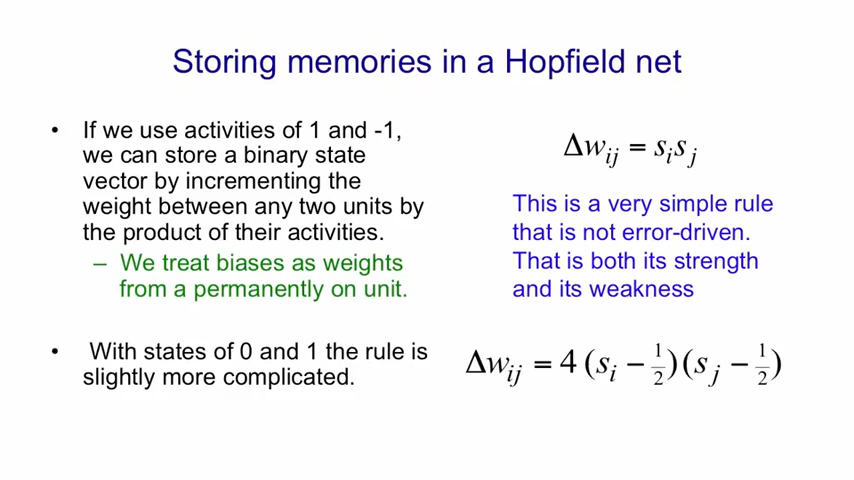 Storing memories in a Hopfield net
• If we use activities of 1 and -1,
we can store a binary state
vector by incrementing the
weight between any two units by
the product of their activities.
– We treat biases as weights
from a permanently on unit.
• With states of 0 and 1 the rule is
slightly more complicated.
Δw_ij = s_i s_j
This is a very simple rule
that is not error-driven.
That is both its strength
and its weakness
Δw_ij = 4 (s_i − 1/2)(s_j − 1/2)